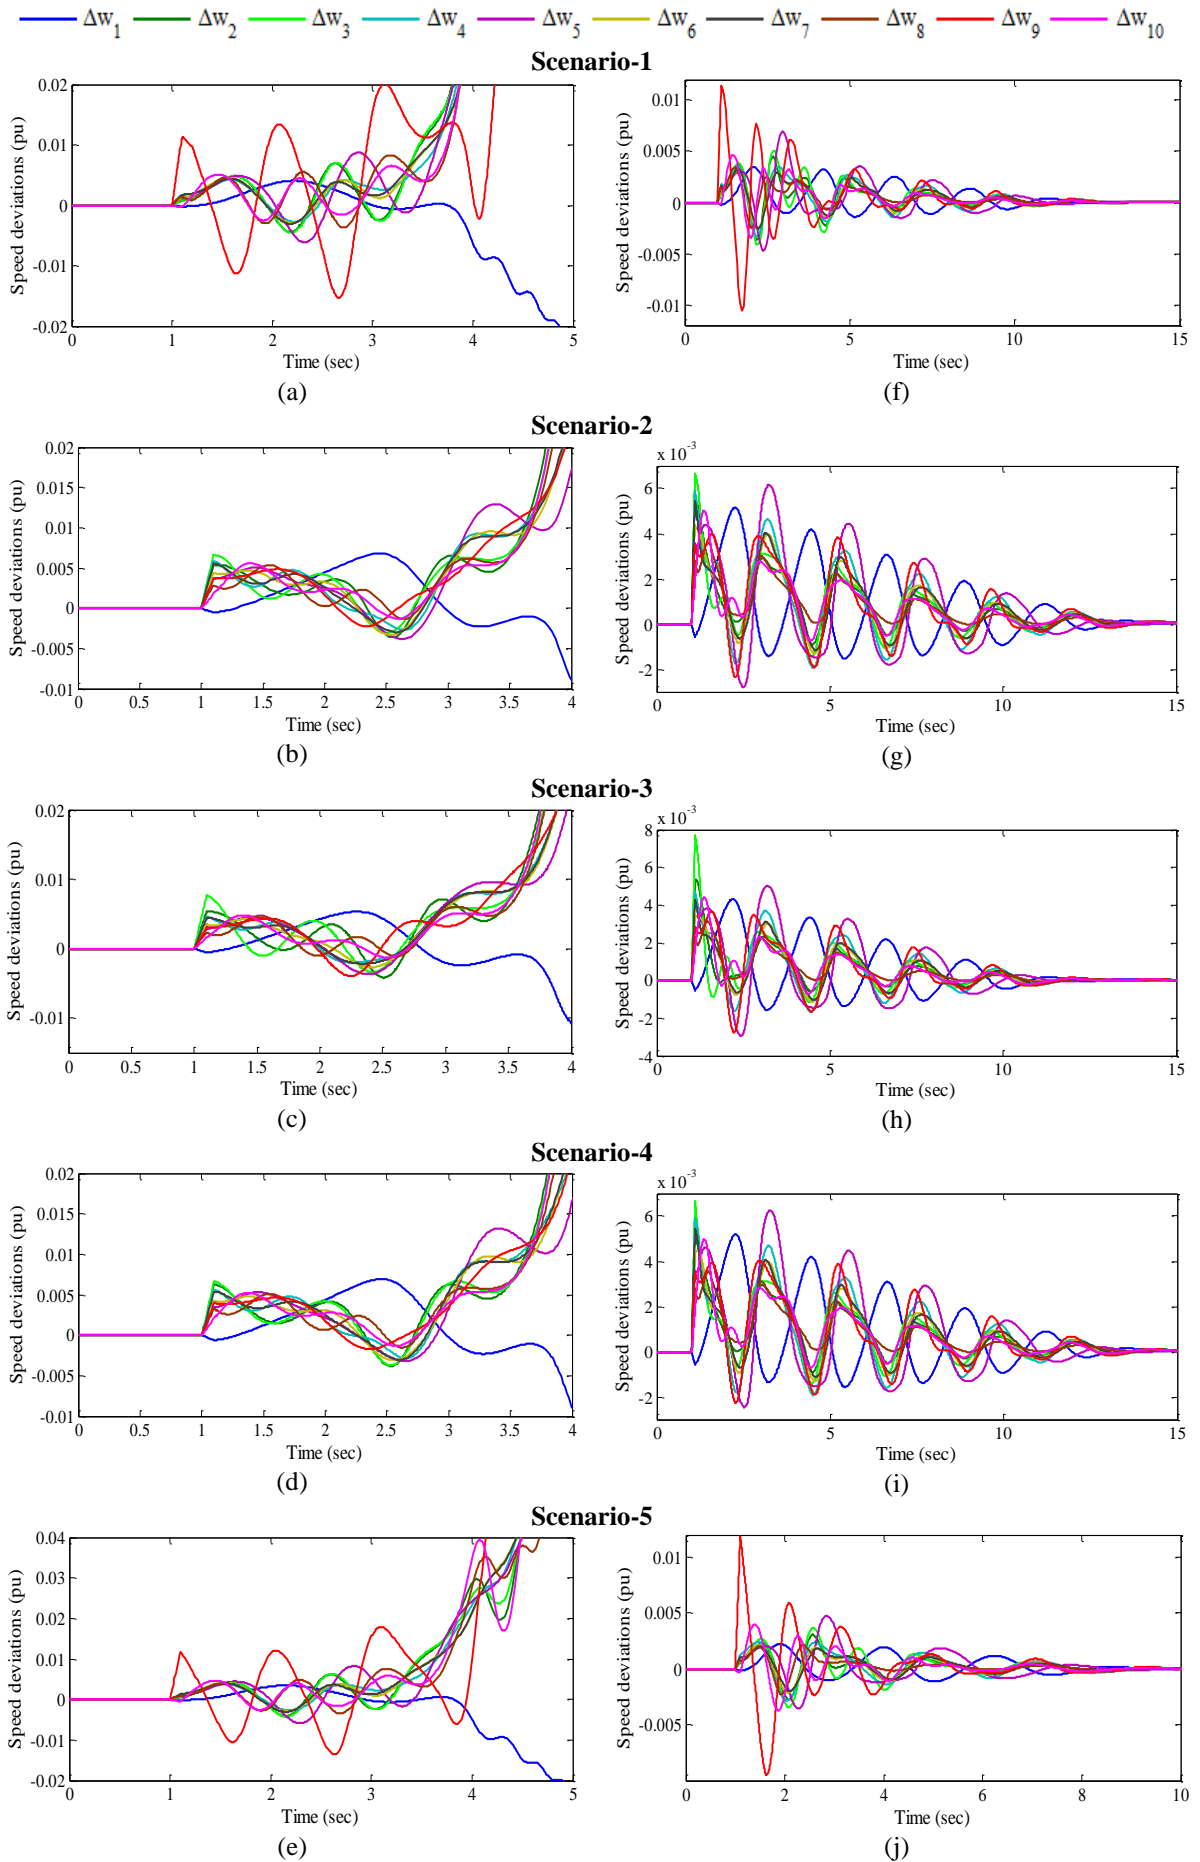 Δw1 Δw2 Δw3 Δw4 Δw5 Δw6 Δw7 Δw8 Δw9 Δw10
Scenario-1
Speed deviations (pu)
0.02
0.01
0
-0.01
-0.02
0 1 2 3 4 5
Time (sec)
(a)
Speed deviations (pu)
0.01
0.005
0
-0.005
-0.01
0 5 10 15
Time (sec)
(f)
Scenario-2
Speed deviations (pu)
0.02
0.015
0.01
0.005
0
-0.005
-0.01
0 0.5 1 1.5 2 2.5 3 3.5 4
Time (sec)
(b)
x 10-3
Speed deviations (pu)
6
4
2
0
-2
0 5 10 15
Time (sec)
(g)
Scenario-3
Speed deviations (pu)
0.02
0.01
0
-0.01
0 0.5 1 1.5 2 2.5 3 3.5 4
Time (sec)
(c)
x 10-3
Speed deviations (pu)
8
6
4
2
0
-2
-4
0 5 10 15
Time (sec)
(h)
Scenario-4
Speed deviations (pu)
0.02
0.015
0.01
0.005
0
-0.005
-0.01
0 0.5 1 1.5 2 2.5 3 3.5 4
Time (sec)
(d)
x 10-3
Speed deviations (pu)
6
4
2
0
-2
0 5 10 15
Time (sec)
(i)
Scenario-5
Speed deviations (pu)
0.04
0.03
0.02
0.01
0
-0.01
-0.02
0 1 2 3 4 5
Time (sec)
(e)
Speed deviations (pu)
0.01
0.005
0
-0.005
0 2 4 6 8 10
Time (sec)
(j)